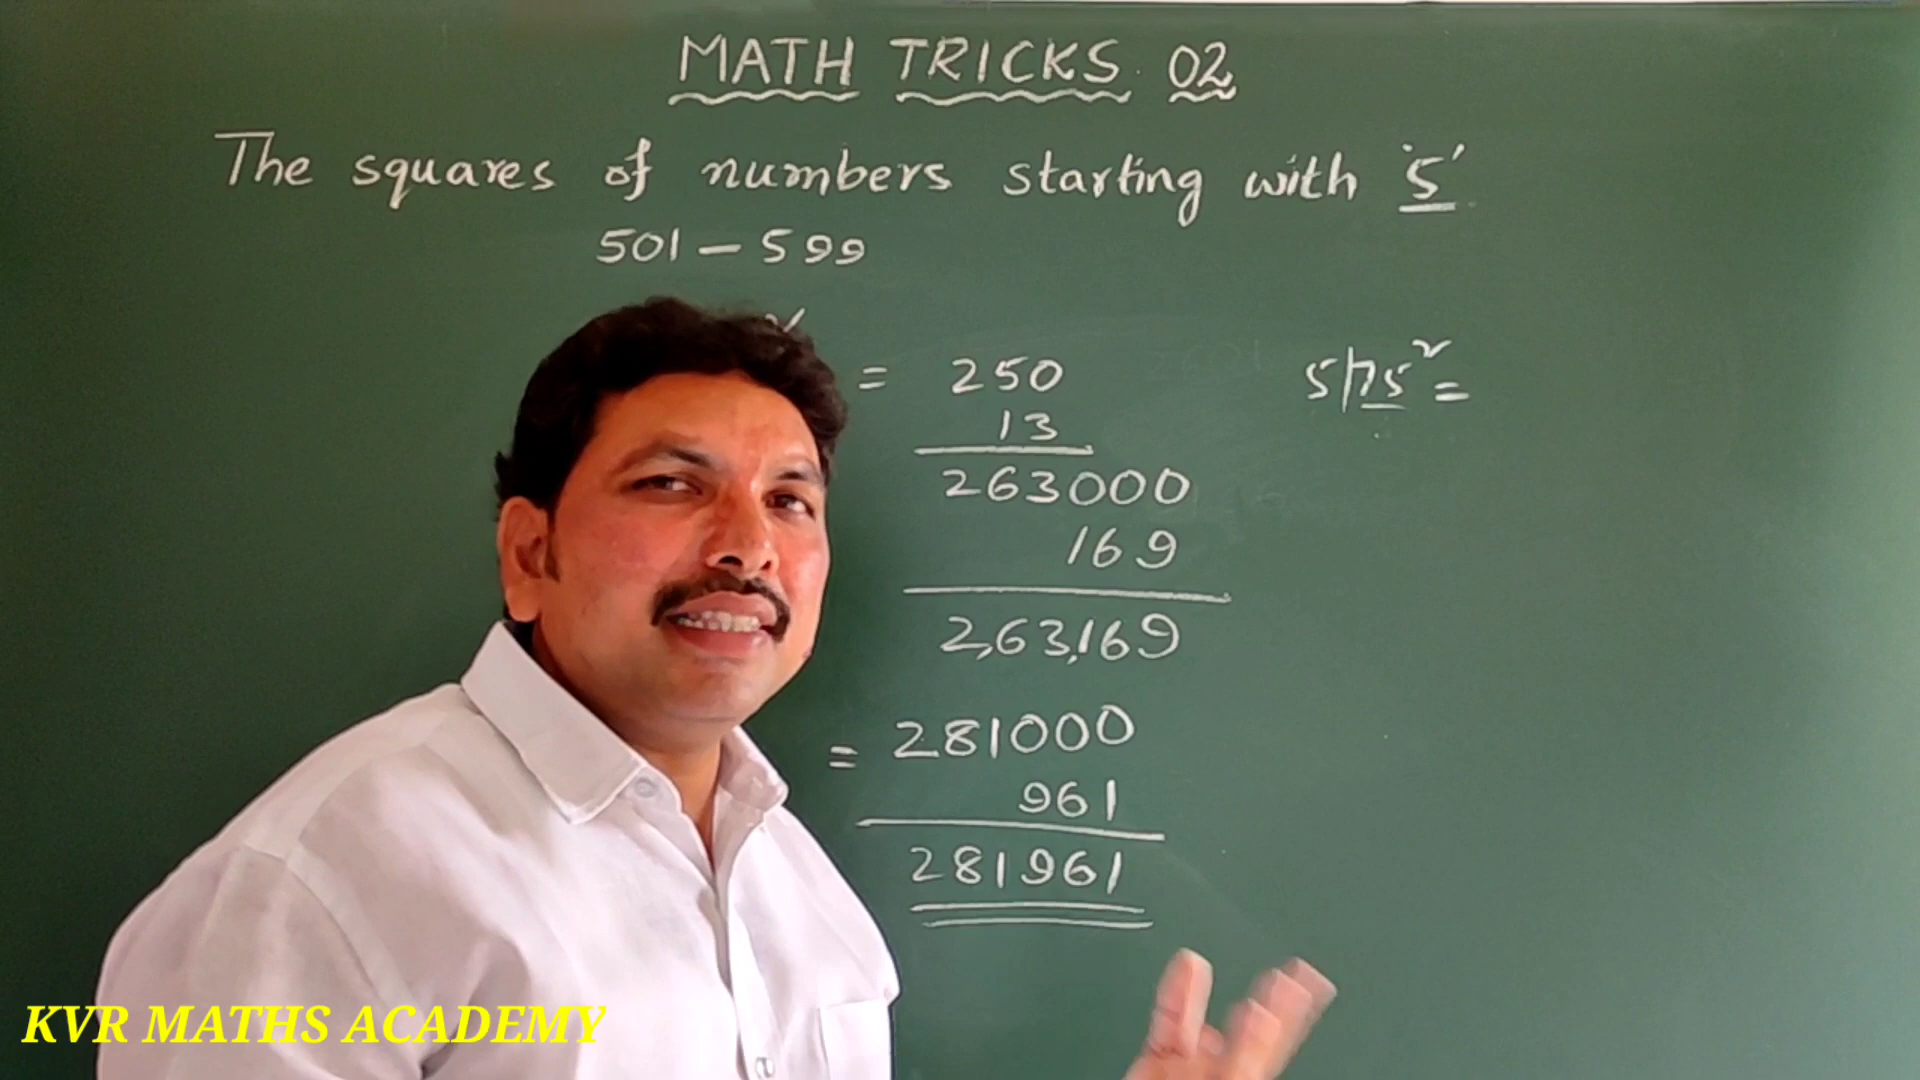 MATH TRICKS 02
The squares of numbers starting with '5'
501 – 599
= 250
13
263000
169
2,63,169
= 281000
961
281961
5|75² =
KVR MATHS ACADEMY